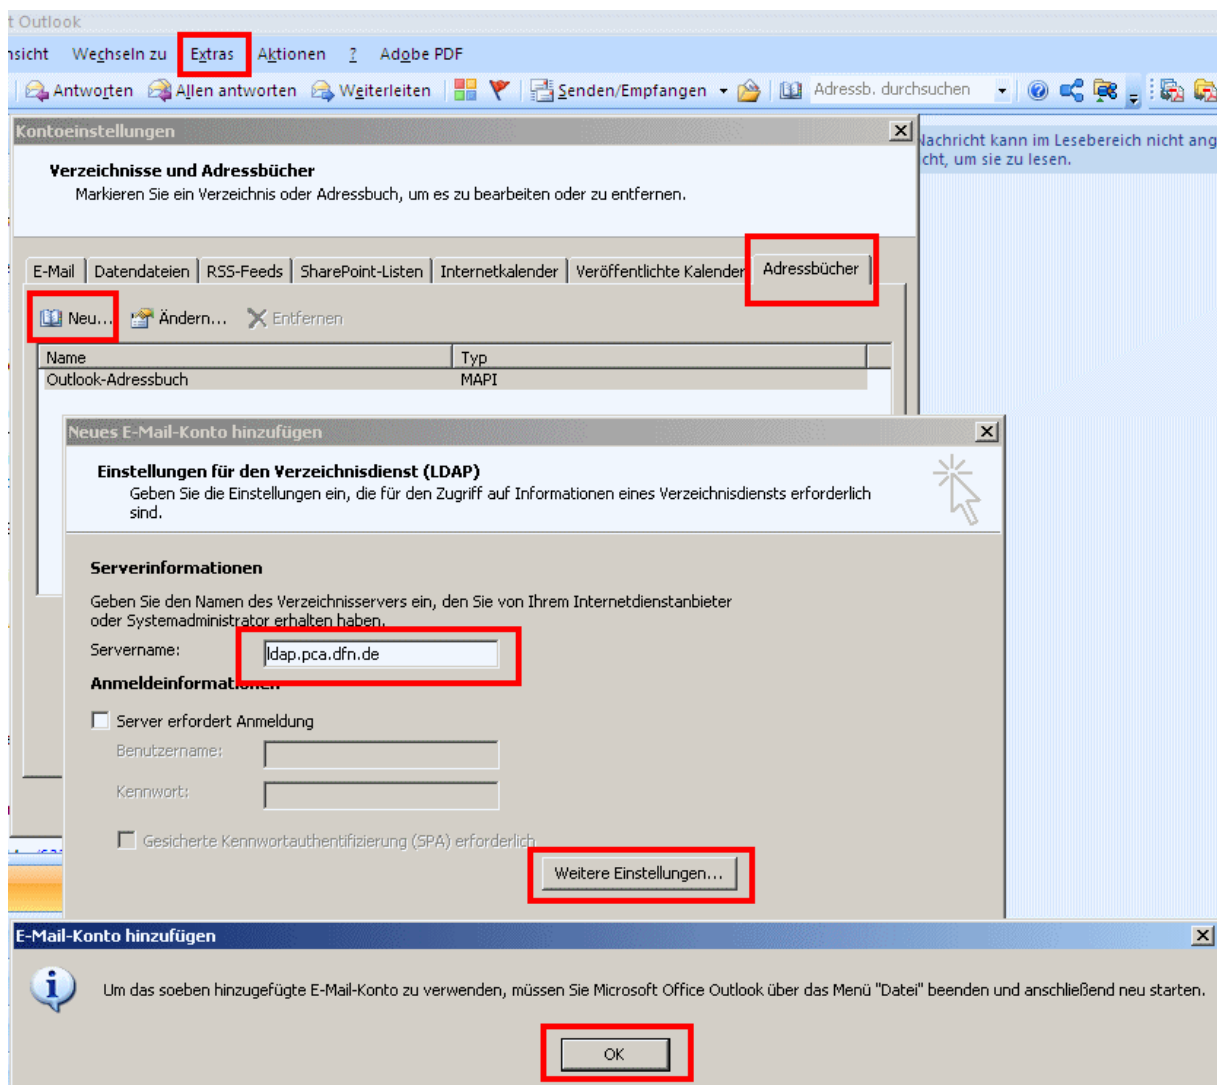 t Outlook
nsicht Wechseln zu Extras Aktionen ? Adobe PDF
Antworten Allen antworten Weiterleiten Senden/Empfangen Adressb. durchsuchen
Kontoeinstellungen
Nachricht kann im Lesebereich nicht ang
cht, um sie zu lesen.
Verzeichnisse und Adressbücher
Markieren Sie ein Verzeichnis oder Adressbuch, um es zu bearbeiten oder zu entfernen.
E-Mail Datendateien RSS-Feeds SharePoint-Listen Internetkalender Veröffentlichte Kalender Adressbücher
Neu... Ändern... Entfernen
Name Typ
Outlook-Adressbuch MAPI
Neues E-Mail-Konto hinzufügen
Einstellungen für den Verzeichnisdienst (LDAP)
Geben Sie die Einstellungen ein, die für den Zugriff auf Informationen eines Verzeichnisdiensts erforderlich
sind.
Serverinformationen
Geben Sie den Namen des Verzeichnisservers ein, den Sie von Ihrem Internetdienstanbieter
oder Systemadministrator erhalten haben.
Servername: ldap.pca.dfn.de
Anmeldeinformationen
Server erfordert Anmeldung
Benutzername:
Kennwort:
Gesicherte Kennwortauthentifizierung (SPA) erforderlich
Weitere Einstellungen...
E-Mail-Konto hinzufügen
Um das soeben hinzugefügte E-Mail-Konto zu verwenden, müssen Sie Microsoft Office Outlook über das Menü "Datei" beenden und anschließend neu starten.
OK